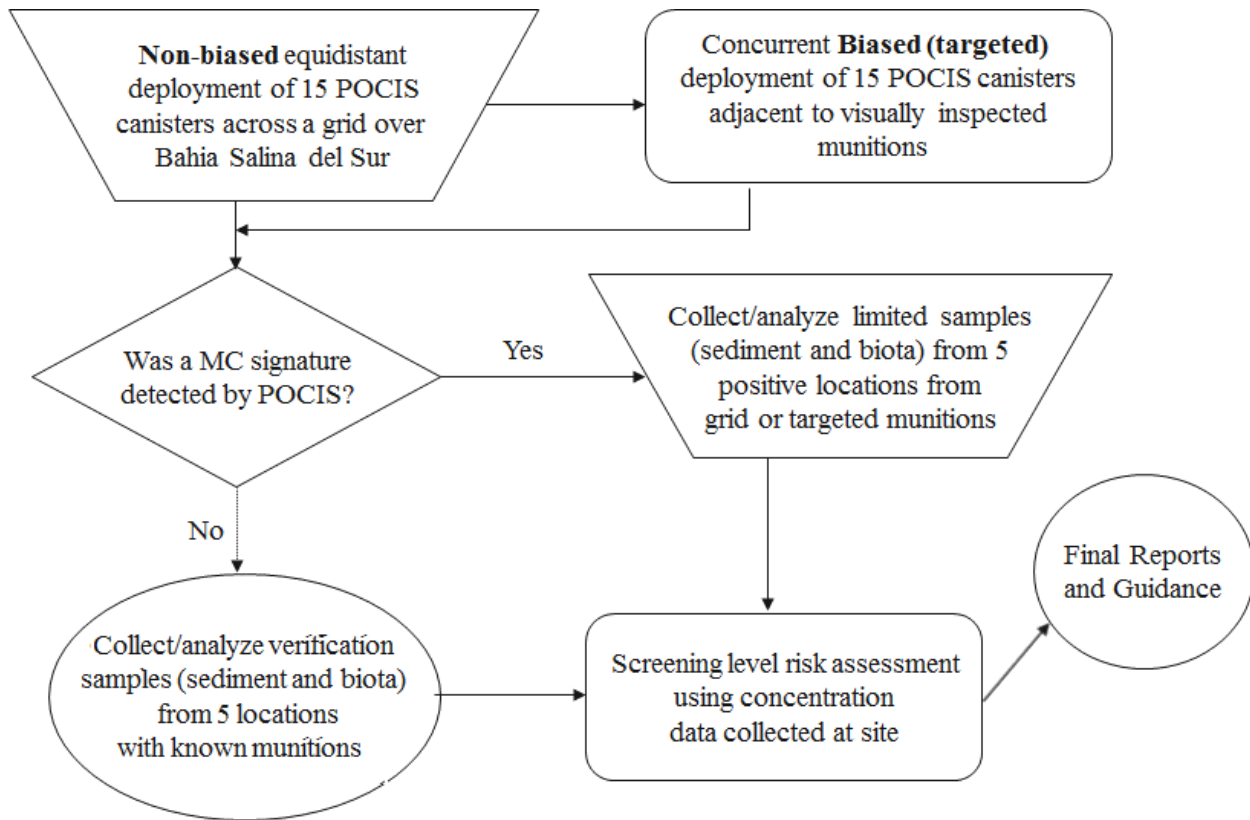 Non-biased equidistant
deployment of 15 POCIS
canisters across a grid over
Bahia Salina del Sur
Concurrent Biased (targeted)
deployment of 15 POCIS canisters
adjacent to visually inspected
munitions
Was a MC signature
detected by POCIS?
Yes
Collect/analyze limited samples
(sediment and biota) from 5
positive locations from
grid or targeted munitions
No
Collect/analyze verification
samples (sediment and biota)
from 5 locations
with known munitions
Screening level risk assessment
using concentration
data collected at site
Final Reports
and Guidance